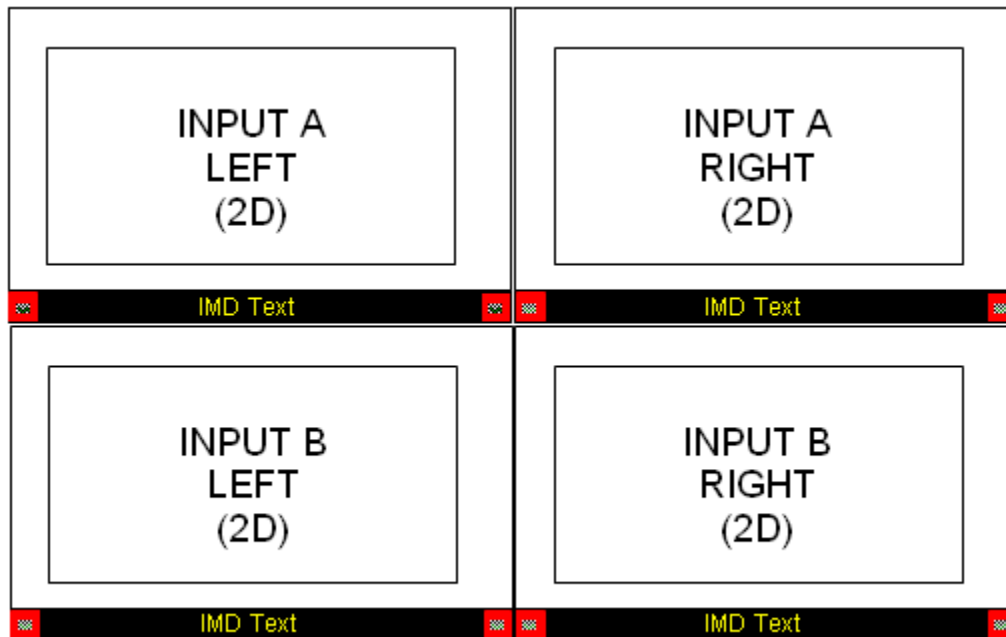 INPUT A
LEFT
(2D)
INPUT A
RIGHT
(2D)
IMD Text
IMD Text
INPUT B
LEFT
(2D)
INPUT B
RIGHT
(2D)
IMD Text
IMD Text